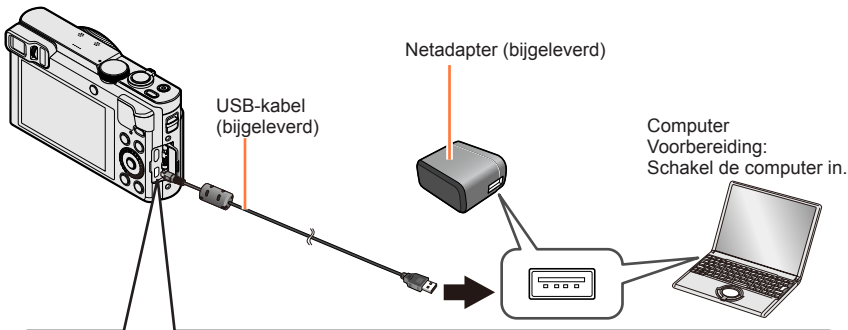 Netadapter (bijgeleverd)
USB-kabel
(bijgeleverd)
Computer
Voorbereiding:
Schakel de computer in.